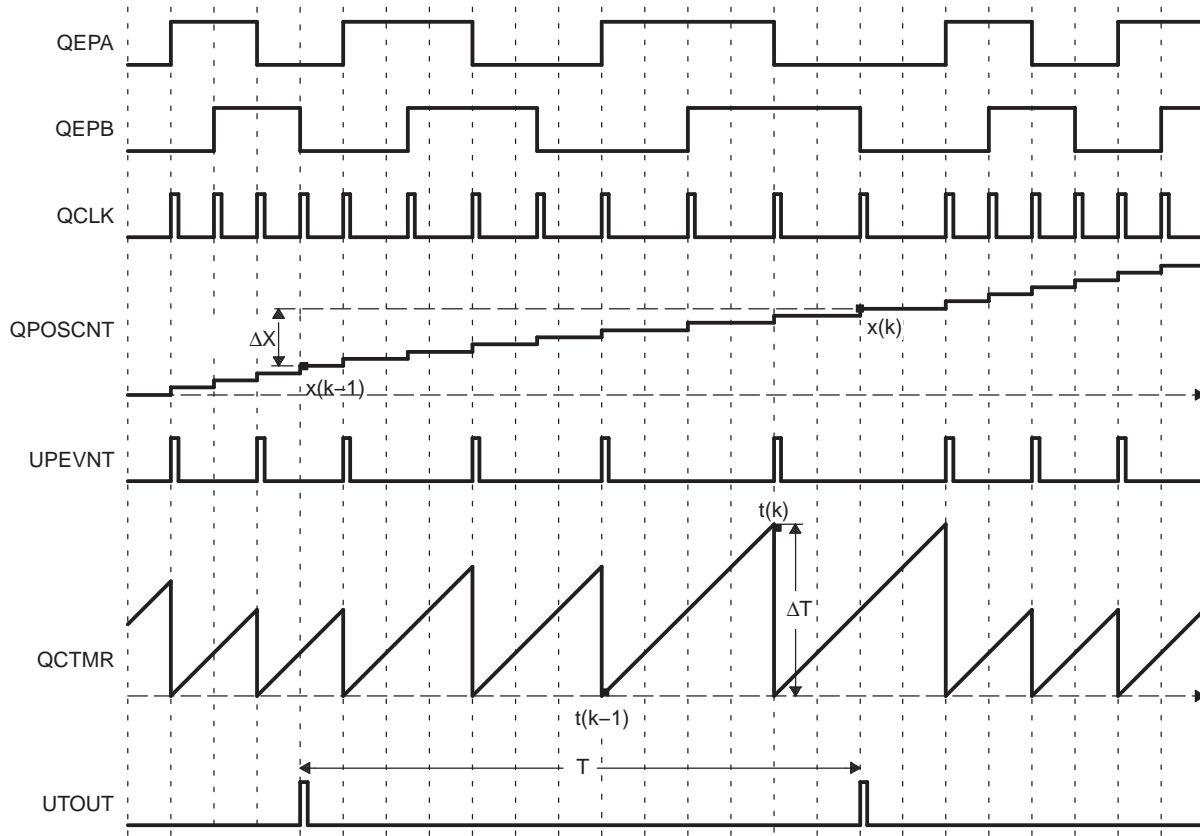 QEPA
QEPB
QCLK
QPOSCNT
ΔX
x(k)
x(k−1)
UPEVNT
t(k)
ΔT
QCTMR
t(k−1)
T
UTOUT